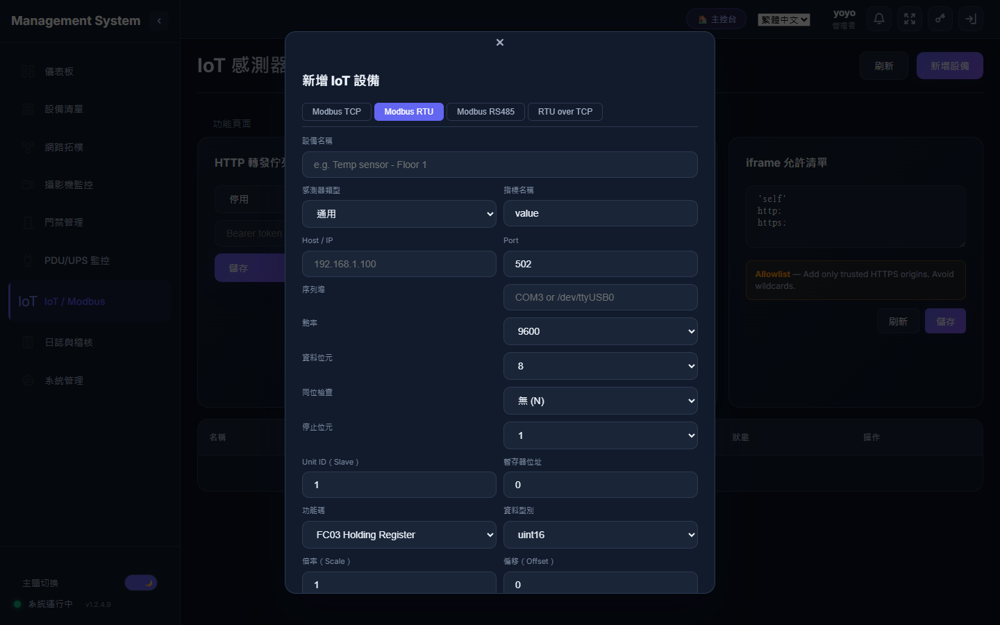 Management System
主控台
繁體中文
yoyo
管理者
儀表板
設備清單
網路拓樸
攝影機監控
門禁管理
PDU/UPS 監控
IoT IoT / Modbus
日誌與稽核
系統管理
主題切換
系統運行中 v1.2.4.9
IoT 感測器
刷新
新增設備
功能頁面
HTTP 轉發佇列
停用
Bearer token
儲存
iframe 允許清單
'self'
http:
https:
Allowlist — Add only trusted HTTPS origins. Avoid
wildcards.
刷新
儲存
名稱
狀態
操作
×
新增 IoT 設備
Modbus TCP
Modbus RTU
Modbus RS485
RTU over TCP
設備名稱
e.g. Temp sensor - Floor 1
感測器類型
指標名稱
通用
value
Host / IP
Port
192.168.1.100
502
序列埠
COM3 or /dev/ttyUSB0
鮑率
9600
資料位元
8
同位檢查
無 (N)
停止位元
1
Unit ID ( Slave )
暫存器位址
1
0
功能碼
資料型別
FC03 Holding Register
uint16
倍率 ( Scale )
偏移 ( Offset )
1
0